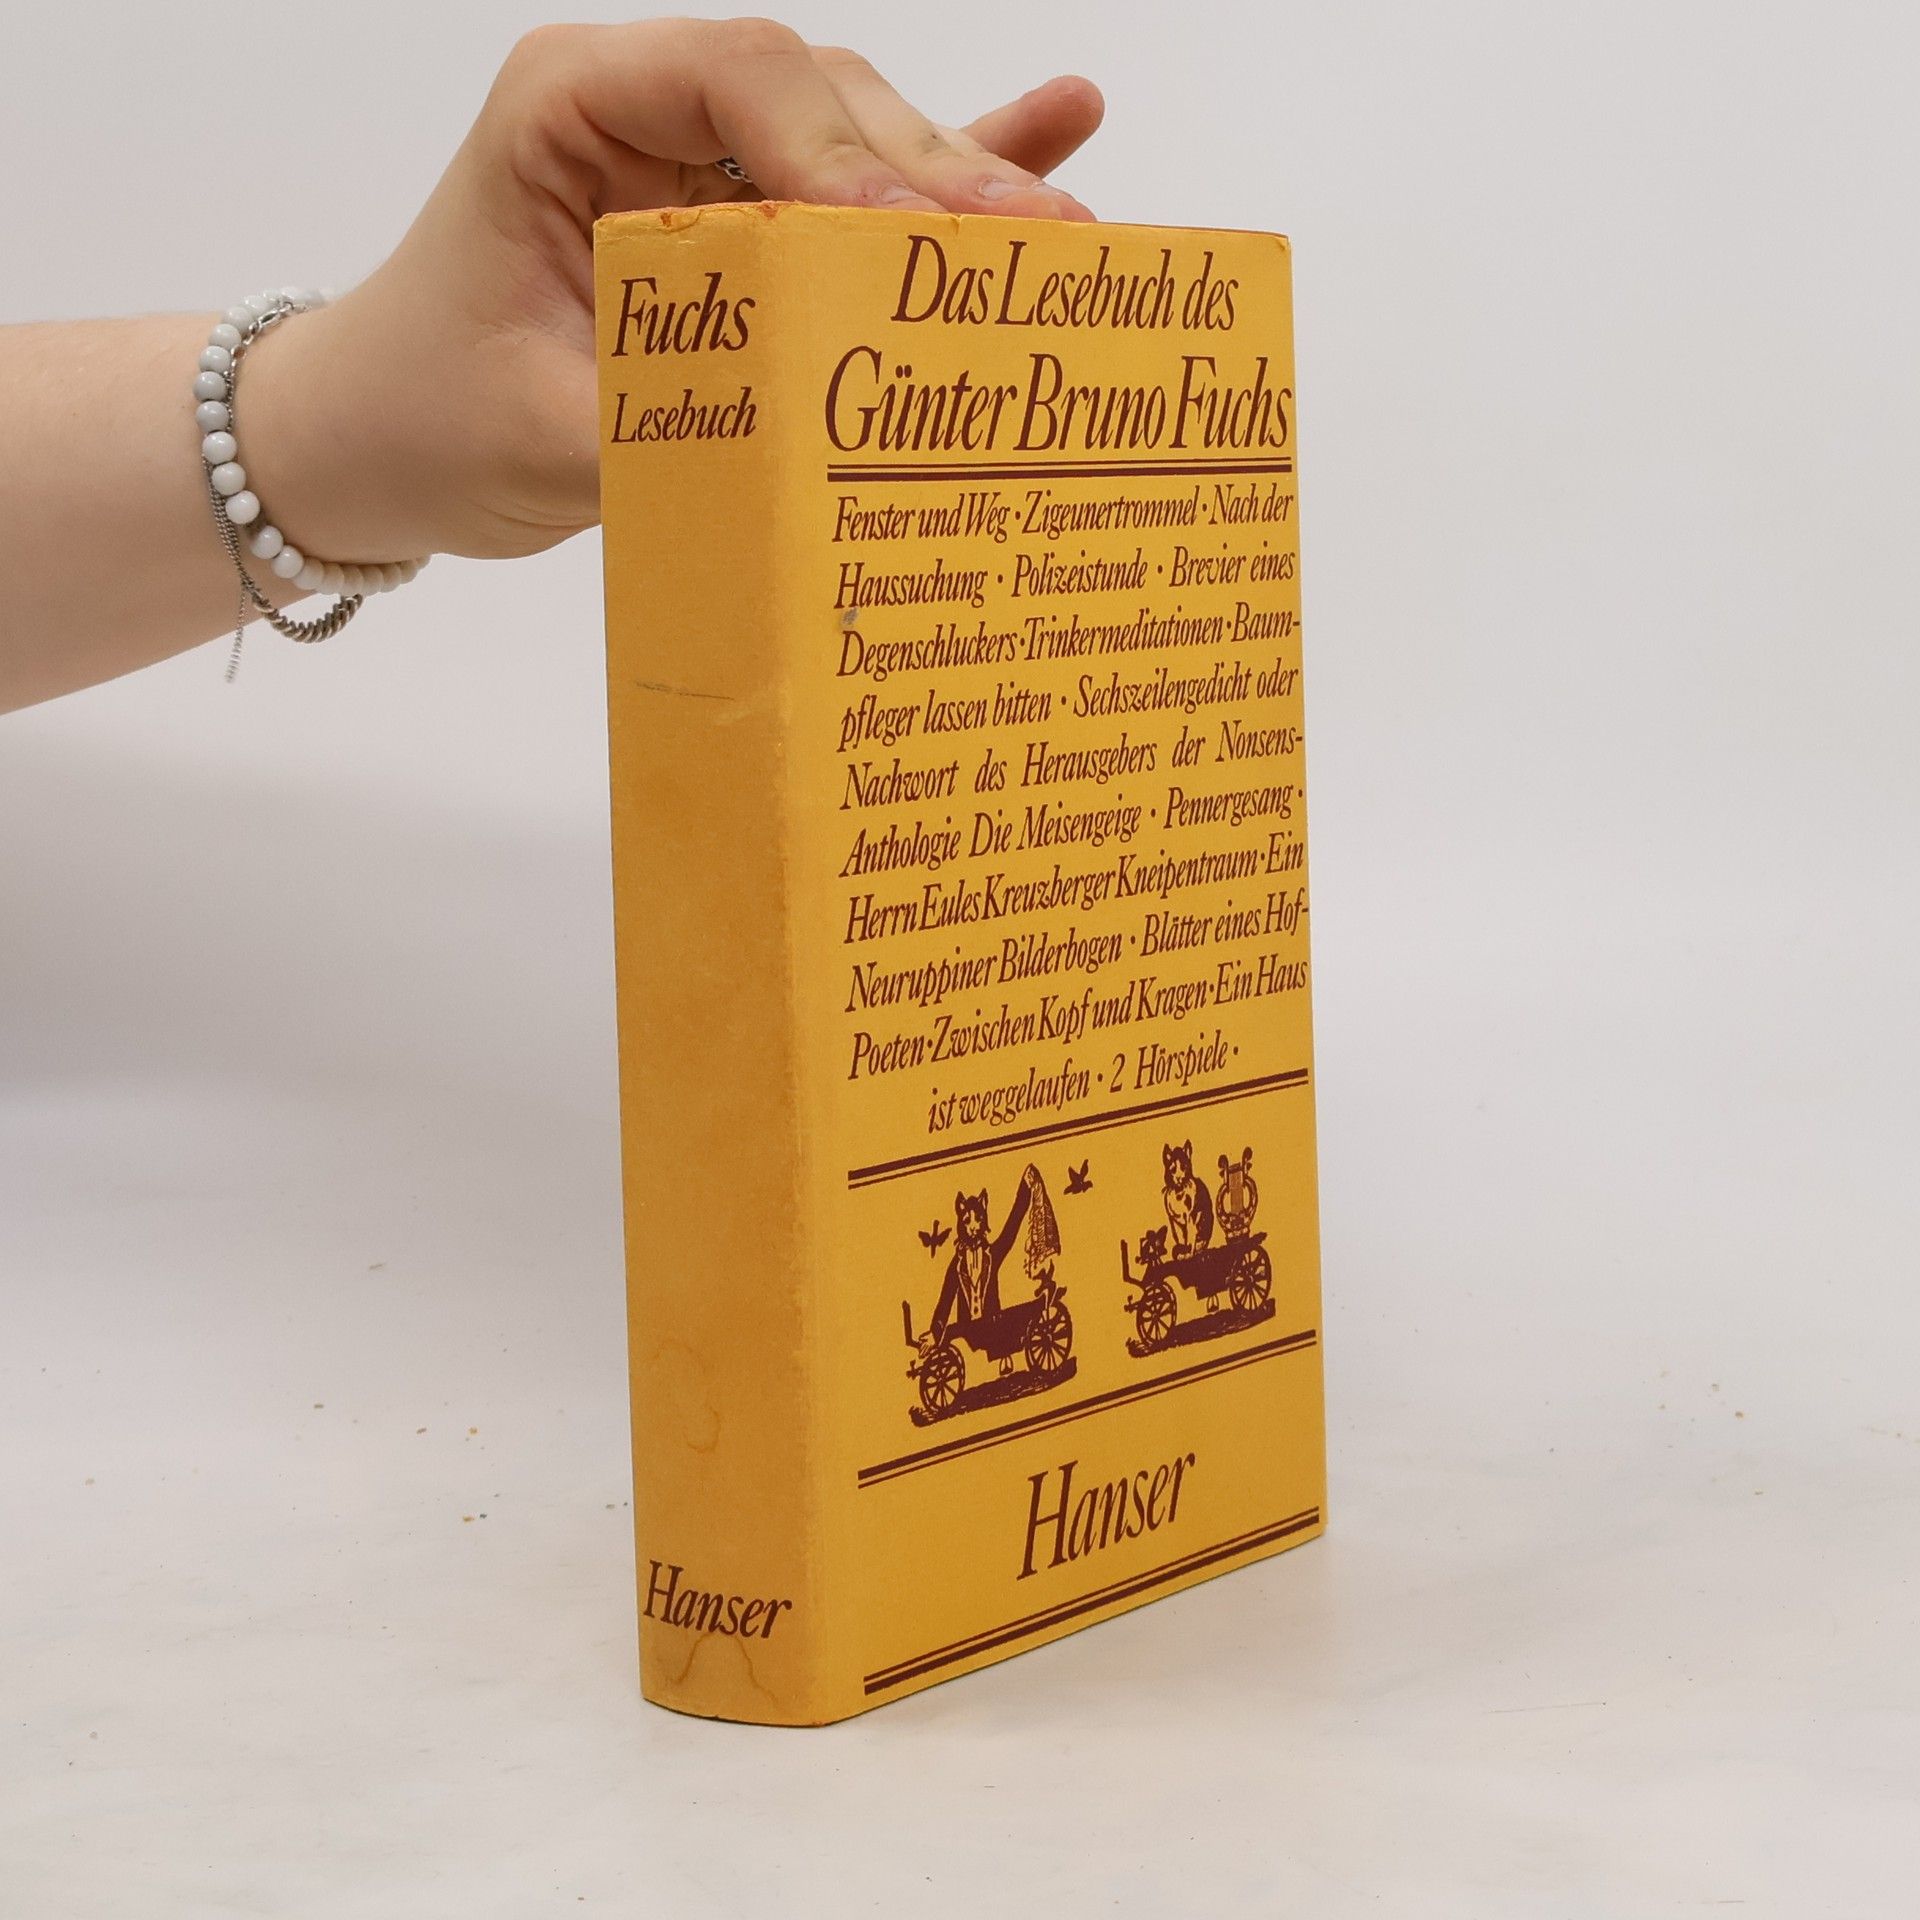 Fuchs
Lesebuch
Hanser
Das Lesebuch des
Günter Bruno Fuchs
Fenster und Weg · Zigeunertrommel · Nach der
Haussuchung · Polizeistunde · Brevier eines
Degenschluckers · Trinkermeditationen · Baum-
pfleger lassen bitten · Sechszeilengedicht oder
Nachwort des Herausgebers der Nonsens-
Anthologie Die Meisengeige · Pennergesang ·
Herrn Eules Kreuzberger Kneipentraum · Ein
Neuruppiner Bilderbogen · Blätter eines Hof-
Poeten · Zwischen Kopf und Kragen · Ein Haus
ist weggelaufen · 2 Hörspiele ·
Hanser